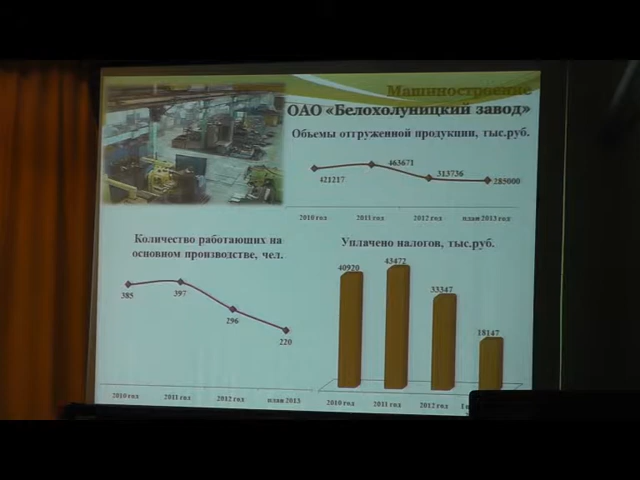 Машиностроение
ОАО «Белохолуницкий завод»
Объемы отгруженной продукции, тыс.руб.
421217
463671
313736
285000
2010 год
2011 год
2012 год
план 2013 год
Количество работающих на
основном производстве, чел.
385
397
296
220
2010 год
2011 год
2012 год
план 2013
Уплачено налогов, тыс.руб.
40920
43472
33347
18147
2010 год
2011 год
2012 год